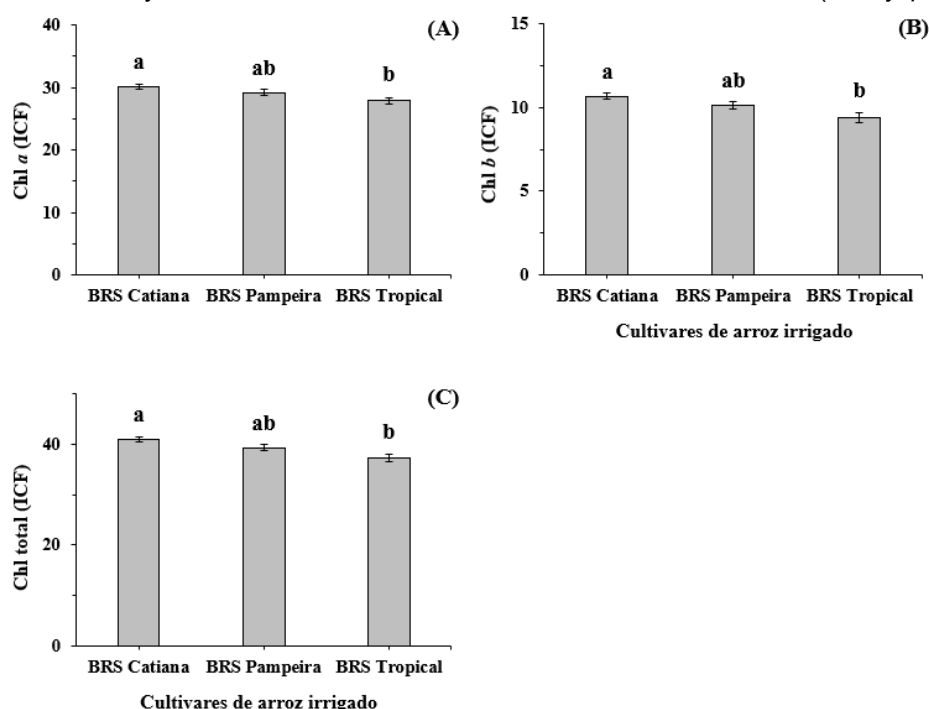 (A)
40
30
20
10
0
Chl a (ICF)
a
ab
b
BRS Catiana BRS Pampeira BRS Tropical
(B)
15
10
5
0
Chl b (ICF)
a
ab
b
BRS Catiana BRS Pampeira BRS Tropical
Cultivares de arroz irrigado
(C)
40
20
0
Chl total (ICF)
a
ab
b
BRS Catiana BRS Pampeira BRS Tropical
Cultivares de arroz irrigado